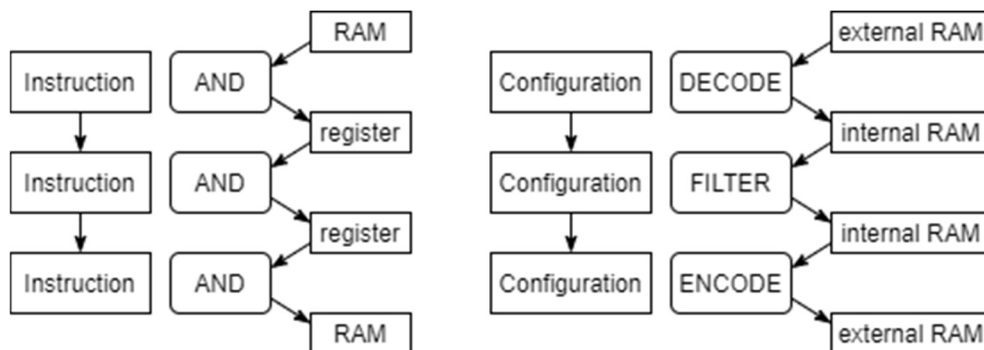 RAM
Instruction
AND
register
Instruction
AND
register
Instruction
AND
RAM
external RAM
Configuration
DECODE
internal RAM
Configuration
FILTER
internal RAM
Configuration
ENCODE
external RAM